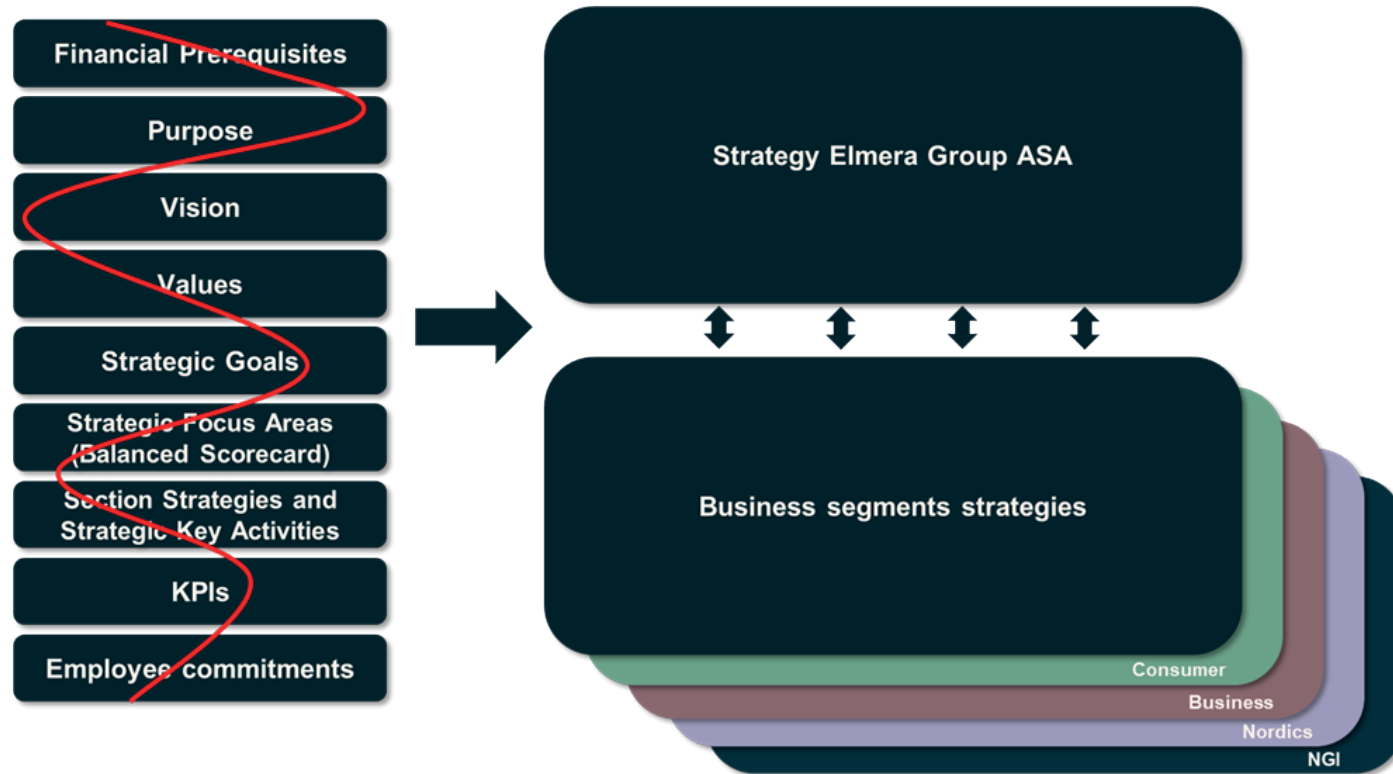 Financial Prerequisites
Purpose
Vision
Values
Strategic Goals
Strategic Focus Areas
(Balanced Scorecard)
Section Strategies and
Strategic Key Activities
KPIs
Employee commitments
Strategy Elmera Group ASA
Business segments strategies
Consumer
Business
Nordics
NGI